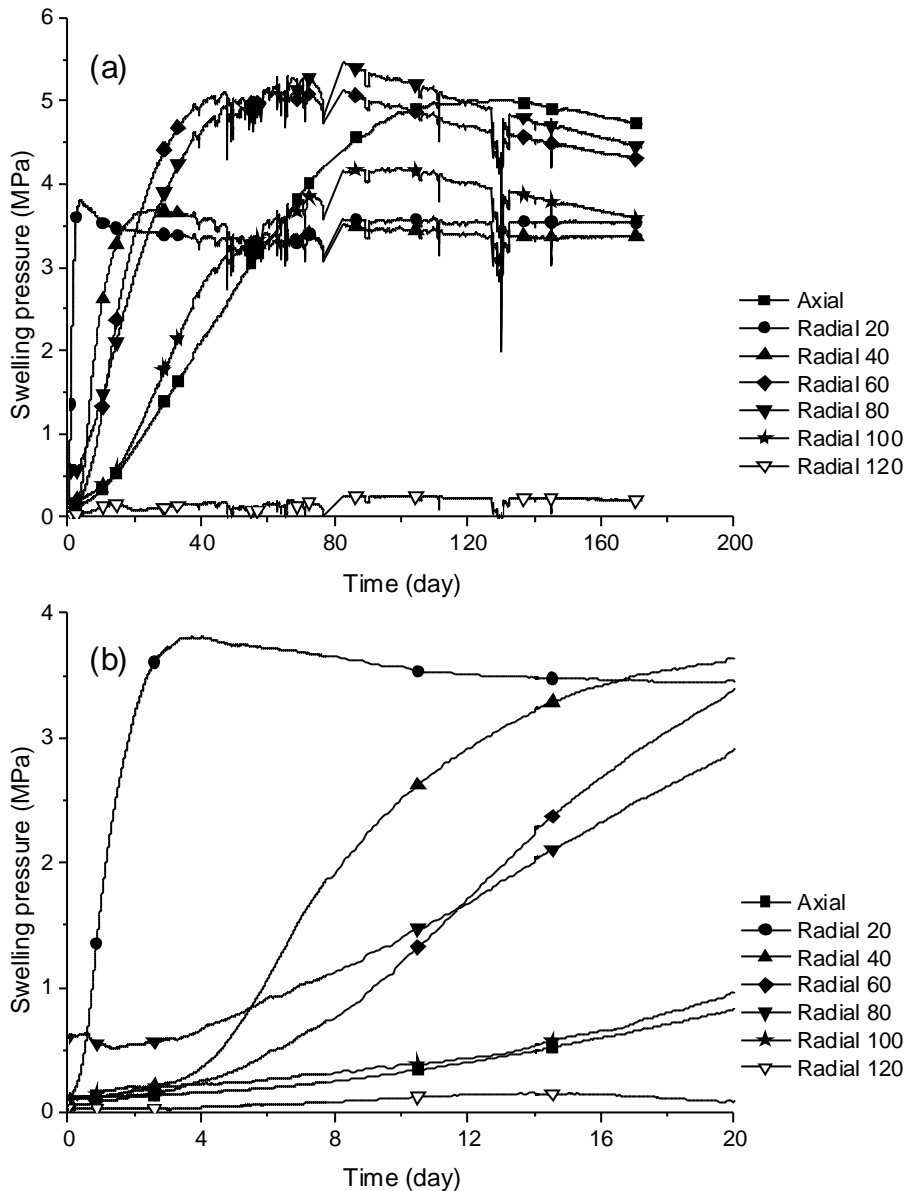 (a)
6
5
4
3
2
1
0
Swelling pressure (MPa)
0 40 80 120 160 200
Time (day)
Axial
Radial 20
Radial 40
Radial 60
Radial 80
Radial 100
Radial 120
(b)
4
3
2
1
0
Swelling pressure (MPa)
0 4 8 12 16 20
Time (day)
Axial
Radial 20
Radial 40
Radial 60
Radial 80
Radial 100
Radial 120